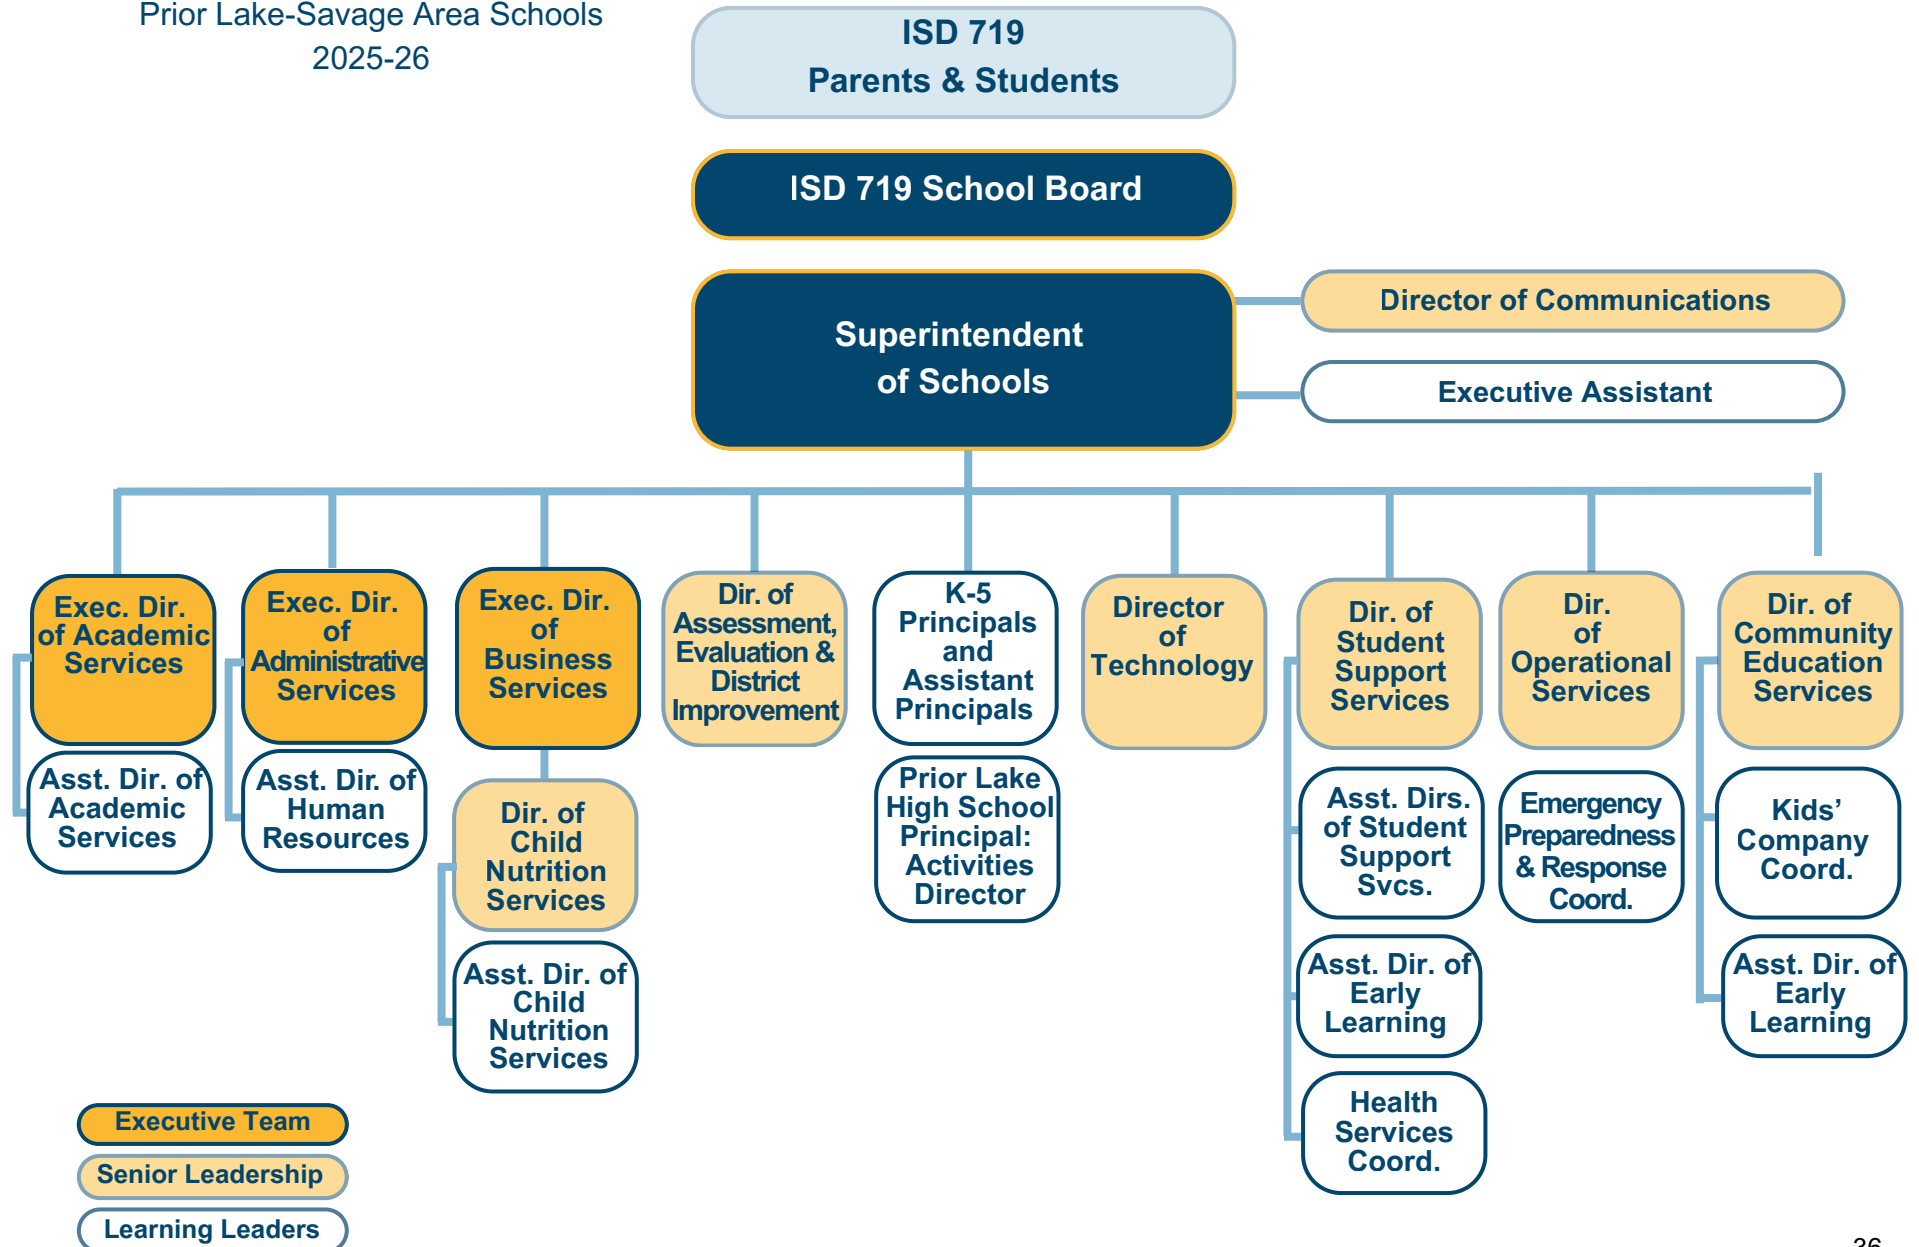 Prior Lake-Savage Area Schools
2025-26
ISD 719
Parents & Students
ISD 719 School Board
Superintendent
of Schools
Director of Communications
Executive Assistant
Exec. Dir.
of Academic
Services
Asst. Dir. of
Academic
Services
Exec. Dir.
of
Administrative
Services
Asst. Dir. of
Human
Resources
Exec. Dir.
of
Business
Services
Dir. of
Child
Nutrition
Services
Asst. Dir. of
Child
Nutrition
Services
Dir. of
Assessment,
Evaluation &
District
Improvement
K-5
Principals
and
Assistant
Principals
Prior Lake
High School
Principal:
Activities
Director
Director
of
Technology
Dir. of
Student
Support
Services
Asst. Dirs.
of Student
Support
Svcs.
Asst. Dir. of
Early
Learning
Health
Services
Coord.
Dir.
of
Operational
Services
Emergency
Preparedness
& Response
Coord.
Dir. of
Community
Education
Services
Kids’
Company
Coord.
Asst. Dir. of
Early
Learning
Executive Team
Senior Leadership
Learning Leaders
36